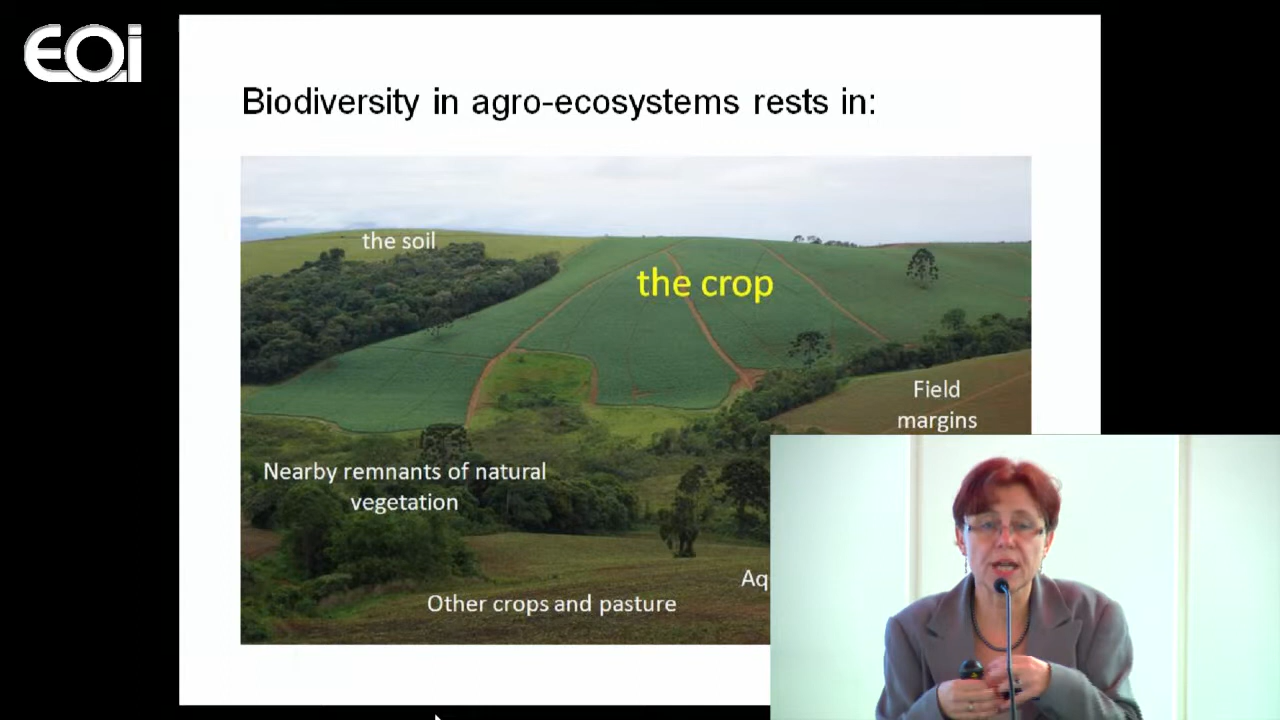 EOi
Biodiversity in agro-ecosystems rests in:
the soil
the crop
Field
margins
Nearby remnants of natural
vegetation
Aq
Other crops and pasture